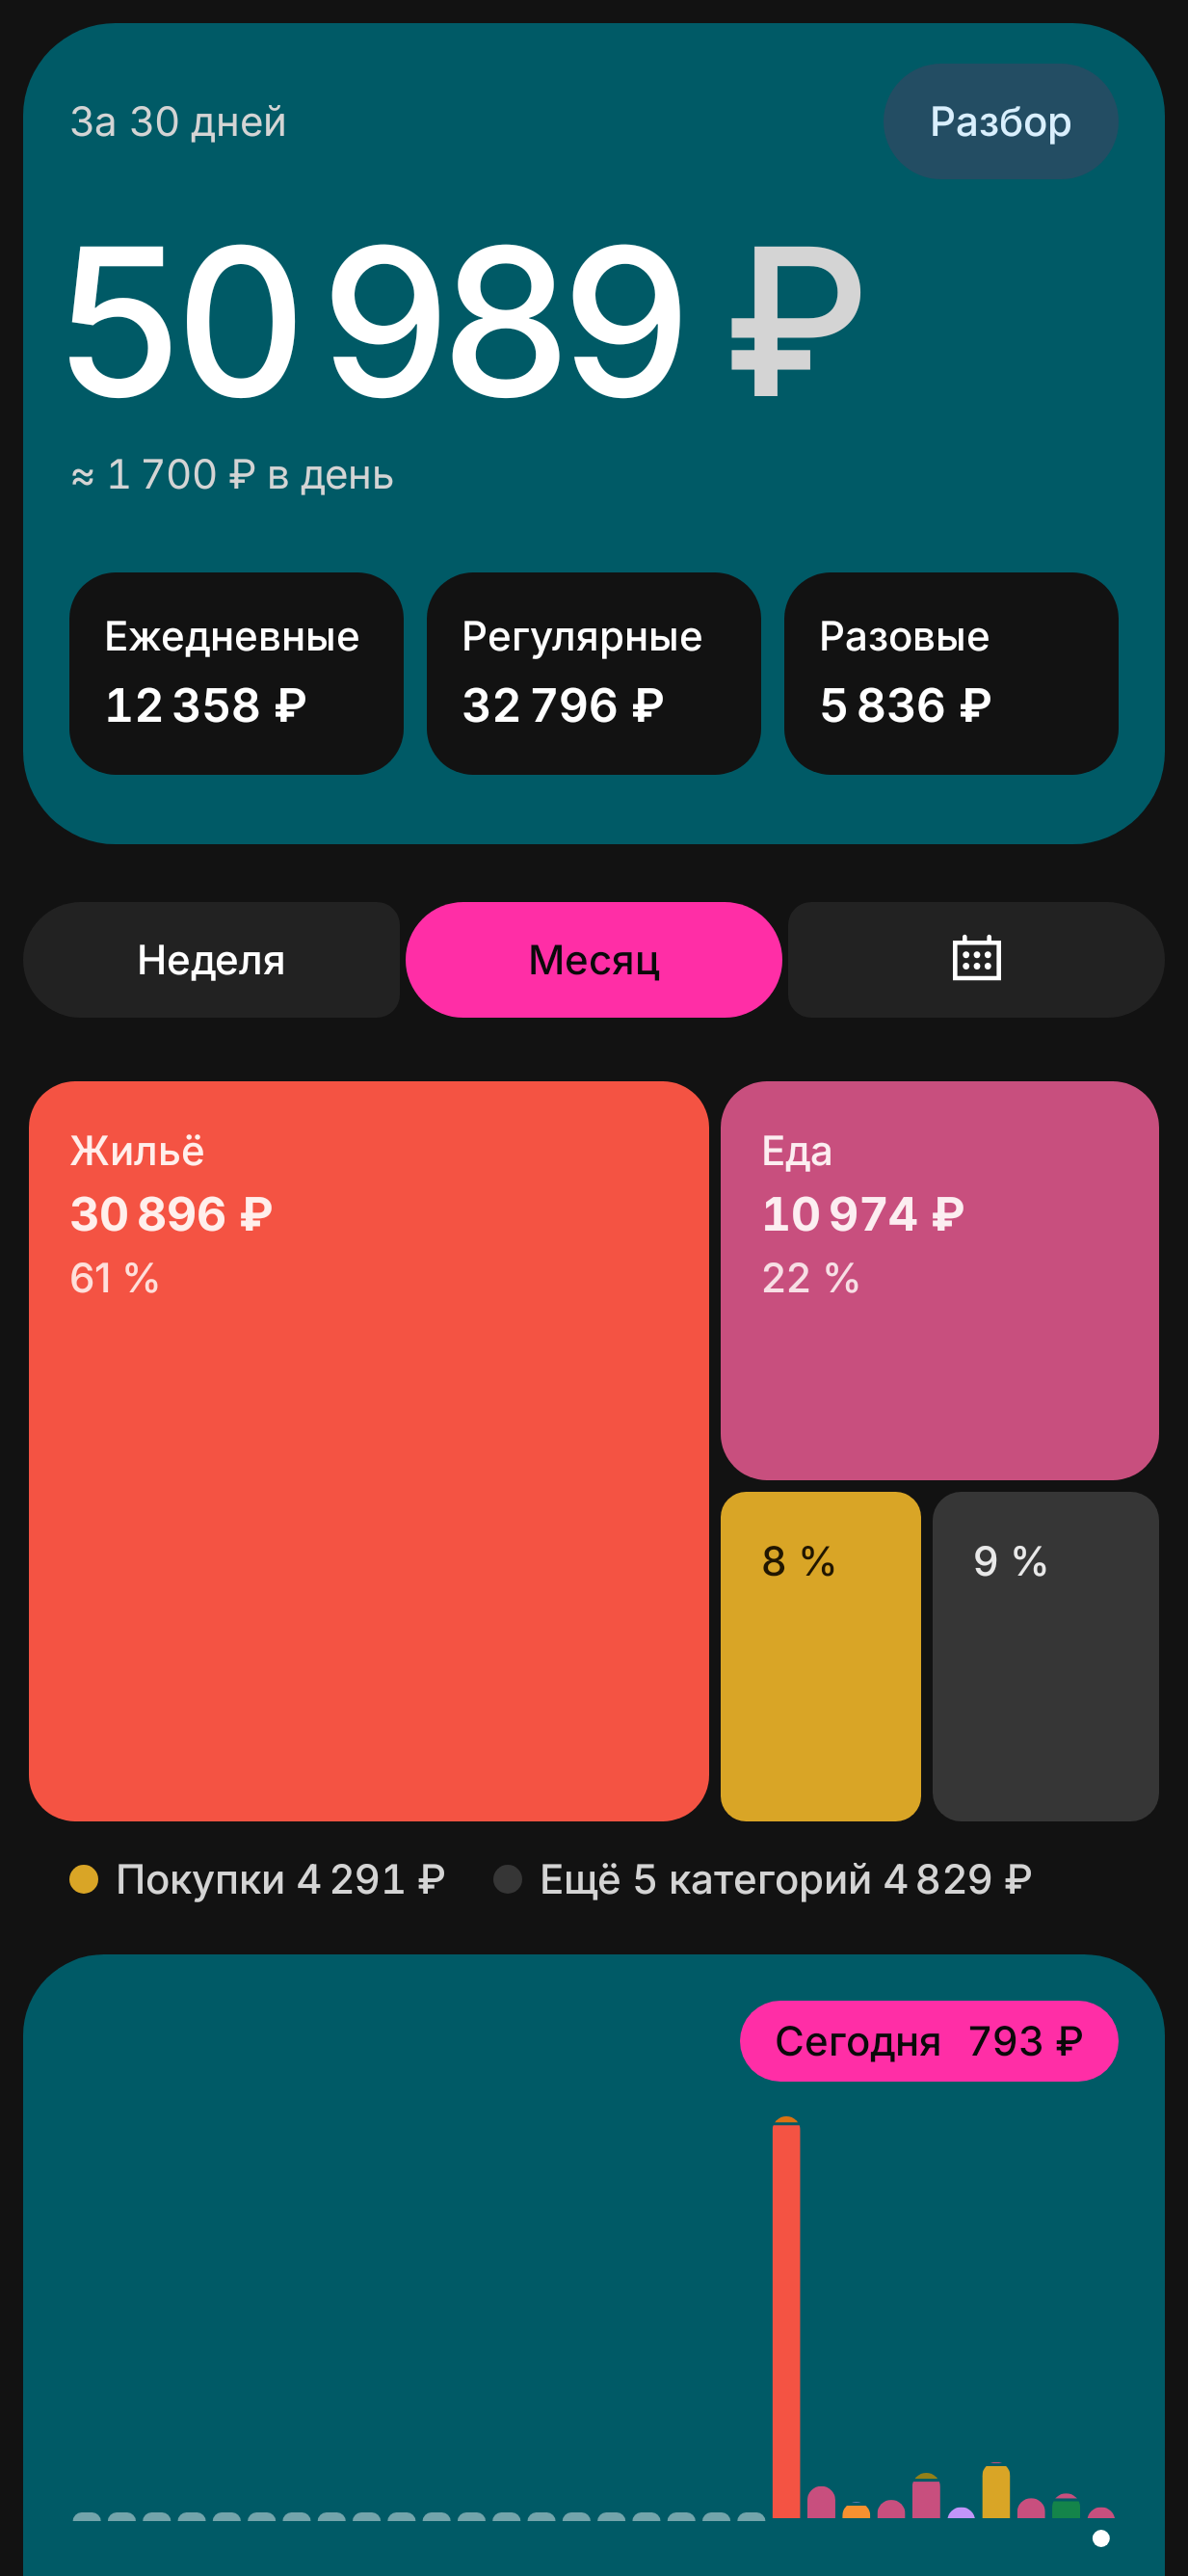 За 30 дней
Разбор
50 989 ₽
≈ 1 700 ₽ в день
Ежедневные
12 358 ₽
Регулярные
32 796 ₽
Разовые
5 836 ₽
Неделя
Месяц
Жильё
30 896 ₽
61 %
Еда
10 974 ₽
22 %
8 %
9 %
Покупки 4 291 ₽
Ещё 5 категорий 4 829 ₽
Сегодня 793 ₽